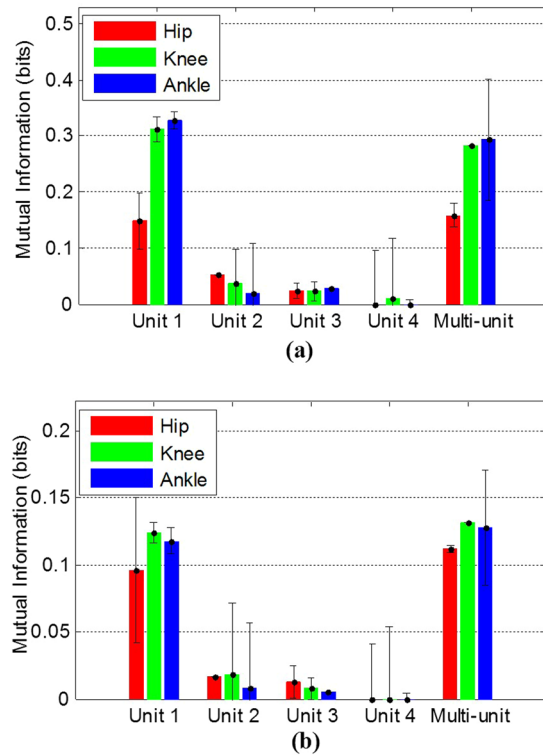 Mutual Information (bits)
0.5
0.4
0.3
0.2
0.1
0
Hip
Knee
Ankle
Unit 1 Unit 2 Unit 3 Unit 4 Multi-unit
(a)
Mutual Information (bits)
0.2
0.15
0.1
0.05
0
Hip
Knee
Ankle
Unit 1 Unit 2 Unit 3 Unit 4 Multi-unit
(b)